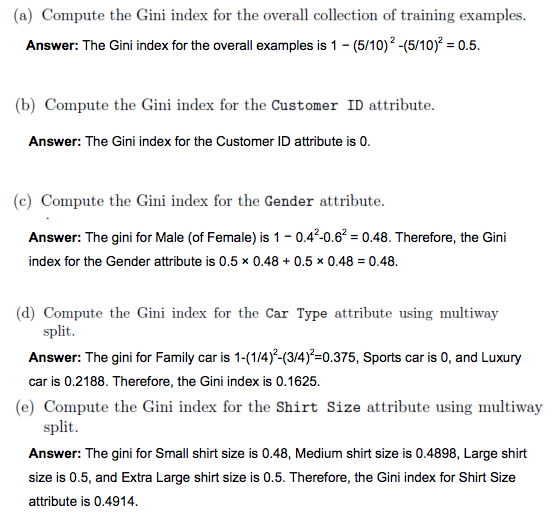 (a) Compute the Gini index for the overall collection of training examples.
Answer: The Gini index for the overall examples is 1 − (5/10)² -(5/10)² = 0.5.
(b) Compute the Gini index for the Customer ID attribute.
Answer: The Gini index for the Customer ID attribute is 0.
(c) Compute the Gini index for the Gender attribute.
Answer: The gini for Male (of Female) is 1 − 0.4²-0.6² = 0.48. Therefore, the Gini
index for the Gender attribute is 0.5 × 0.48 + 0.5 × 0.48 = 0.48.
(d) Compute the Gini index for the Car Type attribute using multiway
split.
Answer: The gini for Family car is 1-(1/4)²-(3/4)²=0.375, Sports car is 0, and Luxury
car is 0.2188. Therefore, the Gini index is 0.1625.
(e) Compute the Gini index for the Shirt Size attribute using multiway
split.
Answer: The gini for Small shirt size is 0.48, Medium shirt size is 0.4898, Large shirt
size is 0.5, and Extra Large shirt size is 0.5. Therefore, the Gini index for Shirt Size
attribute is 0.4914.